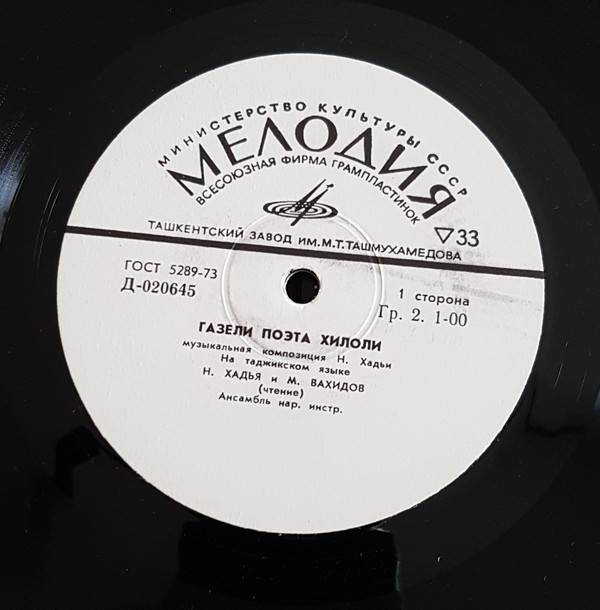 МИНИСТЕРСТВО КУЛЬТУРЫ СССР
МЕЛОДИЯ
ВСЕСОЮЗНАЯ ФИРМА ГРАМПЛАСТИНОК
▽33
ТАШКЕНТСКИЙ ЗАВОД ИМ. М.Т.ТАШМУХАМЕДОВА
ГОСТ 5289-73
Д-020645
1 сторона
Гр. 2. 1-00
ГАЗЕЛИ ПОЭТА ХИЛОЛИ
музыкальная композиция Н. Хадьи
На таджикском языке
Н. ХАДЬЯ и М. ВАХИДОВ
(чтение)
Ансамбль нар. инстр.